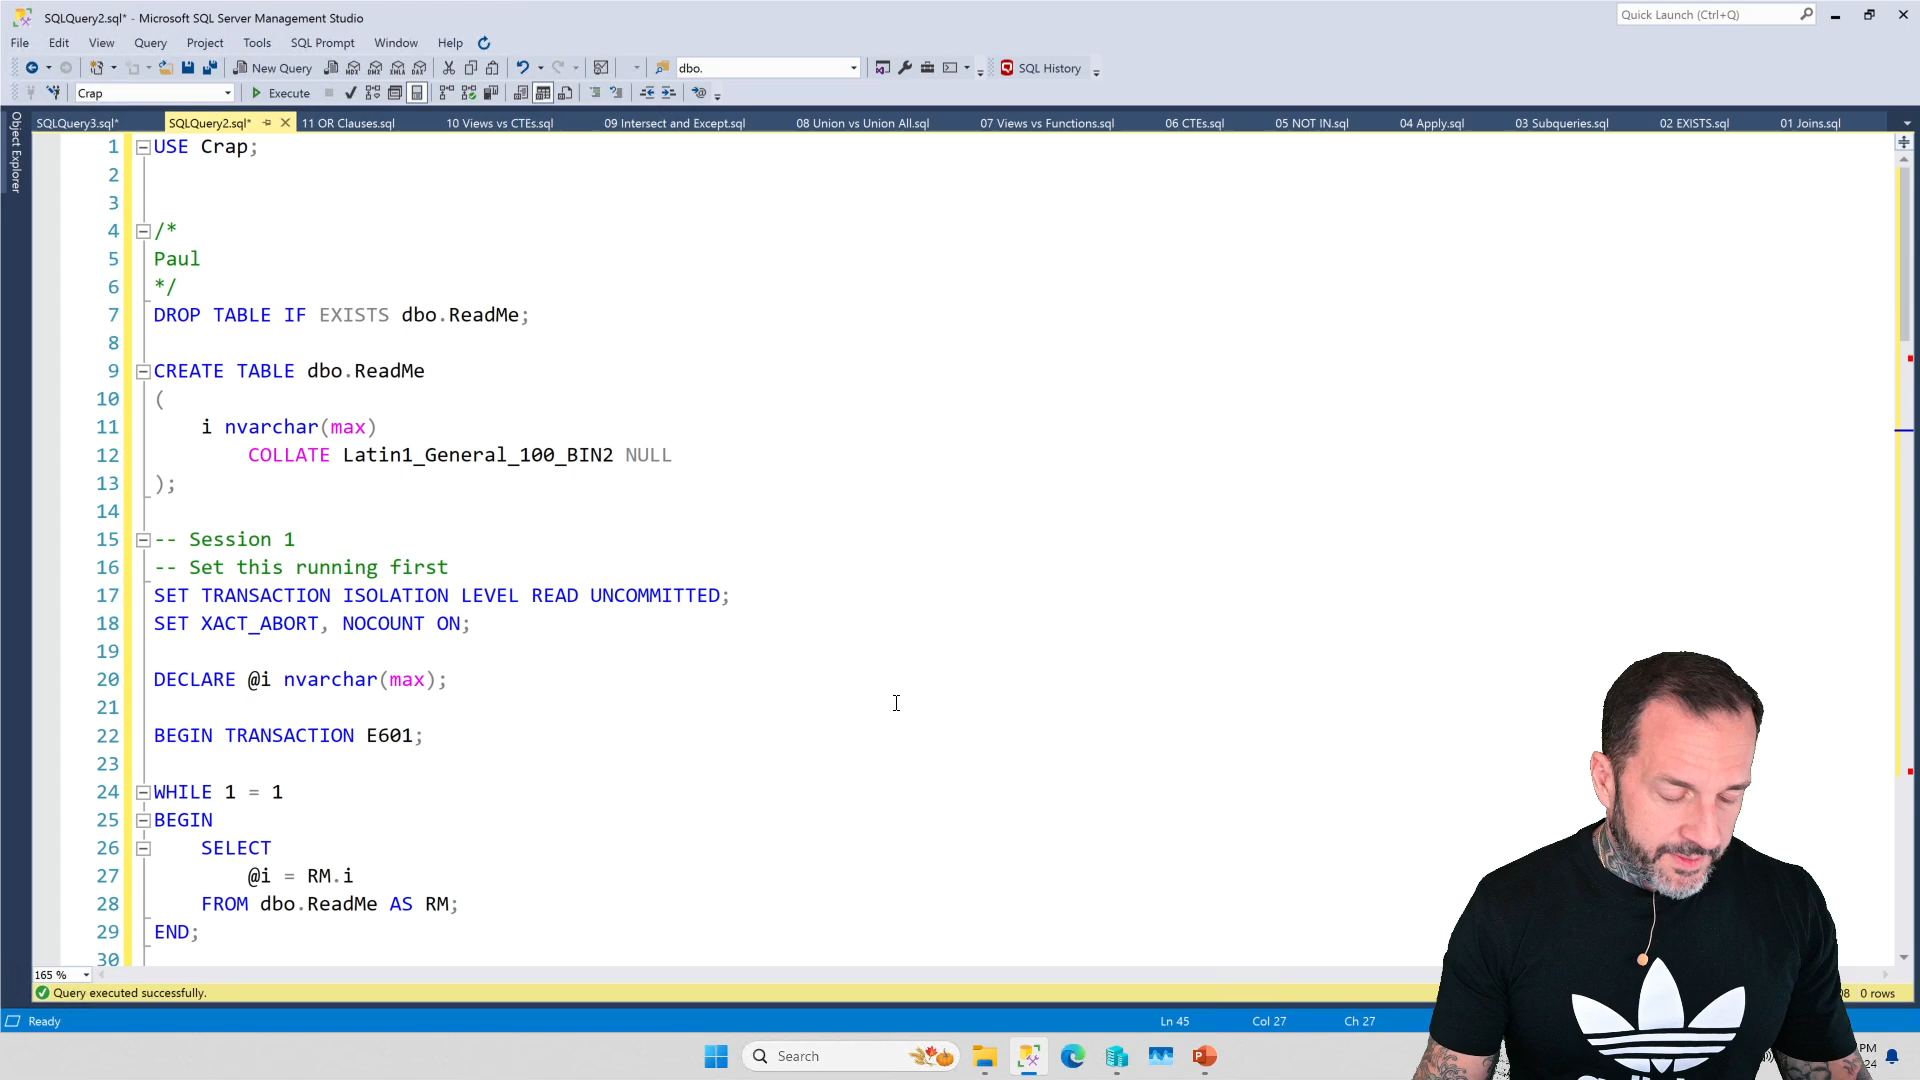 SQLQuery2.sql* - Microsoft SQL Server Management Studio
Quick Launch (Ctrl+Q)
File Edit View Query Project Tools SQL Prompt Window Help
New Query
MDX DMX XMLA DAX
dbo.
SQL History
Crap
Execute
Object Explorer
SQLQuery3.sql* SQLQuery2.sql* 11 OR Clauses.sql 10 Views vs CTEs.sql 09 Intersect and Except.sql 08 Union vs Union All.sql 07 Views vs Functions.sql 06 CTEs.sql 05 NOT IN.sql 04 Apply.sql 03 Subqueries.sql 02 EXISTS.sql 01 Joins.sql
1 USE Crap;
2
3
4 /*
5 Paul
6 */
7 DROP TABLE IF EXISTS dbo.ReadMe;
8
9 CREATE TABLE dbo.ReadMe
10 (
11 i nvarchar(max)
12 COLLATE Latin1_General_100_BIN2 NULL
13 );
14
15 -- Session 1
16 -- Set this running first
17 SET TRANSACTION ISOLATION LEVEL READ UNCOMMITTED;
18 SET XACT_ABORT, NOCOUNT ON;
19
20 DECLARE @i nvarchar(max);
21
22 BEGIN TRANSACTION E601;
23
24 WHILE 1 = 1
25 BEGIN
26 SELECT
27 @i = RM.i
28 FROM dbo.ReadMe AS RM;
29 END;
30
165 %
Query executed successfully.
0 rows
Ready
Ln 45 Col 27 Ch 27
Search
PM
24